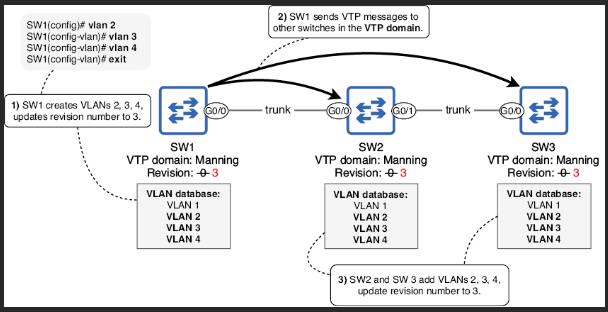 SW1(config)# vlan 2
SW1(config-vlan)# vlan 3
SW1(config-vlan)# vlan 4
SW1(config-vlan)# exit
2) SW1 sends VTP messages to
other switches in the VTP domain.
1) SW1 creates VLANs 2, 3, 4,
updates revision number to 3.
G0/0
trunk
G0/0
G0/1
trunk
G0/0
SW1
VTP domain: Manning
Revision: 0 3
SW2
VTP domain: Manning
Revision: 0 3
SW3
VTP domain: Manning
Revision: 0 3
VLAN database:
VLAN 1
VLAN 2
VLAN 3
VLAN 4
VLAN database:
VLAN 1
VLAN 2
VLAN 3
VLAN 4
VLAN database:
VLAN 1
VLAN 2
VLAN 3
VLAN 4
3) SW2 and SW 3 add VLANs 2, 3, 4,
update revision number to 3.